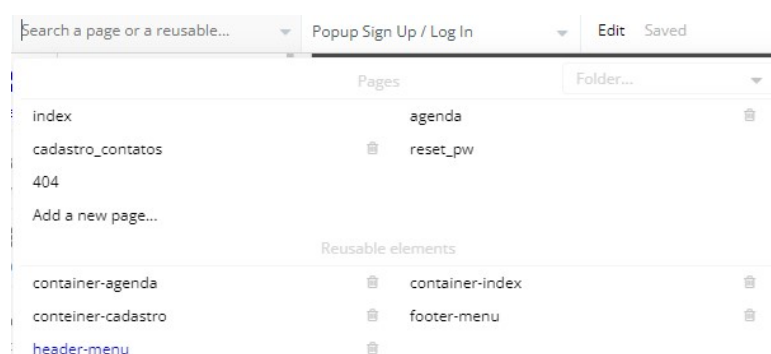 Search a page or a reusable... Popup Sign Up / Log In Edit Saved
Pages Folder...
index agenda
cadastro_contatos reset_pw
404
Add a new page...
Reusable elements
container-agenda container-index
conteiner-cadastro footer-menu
header-menu